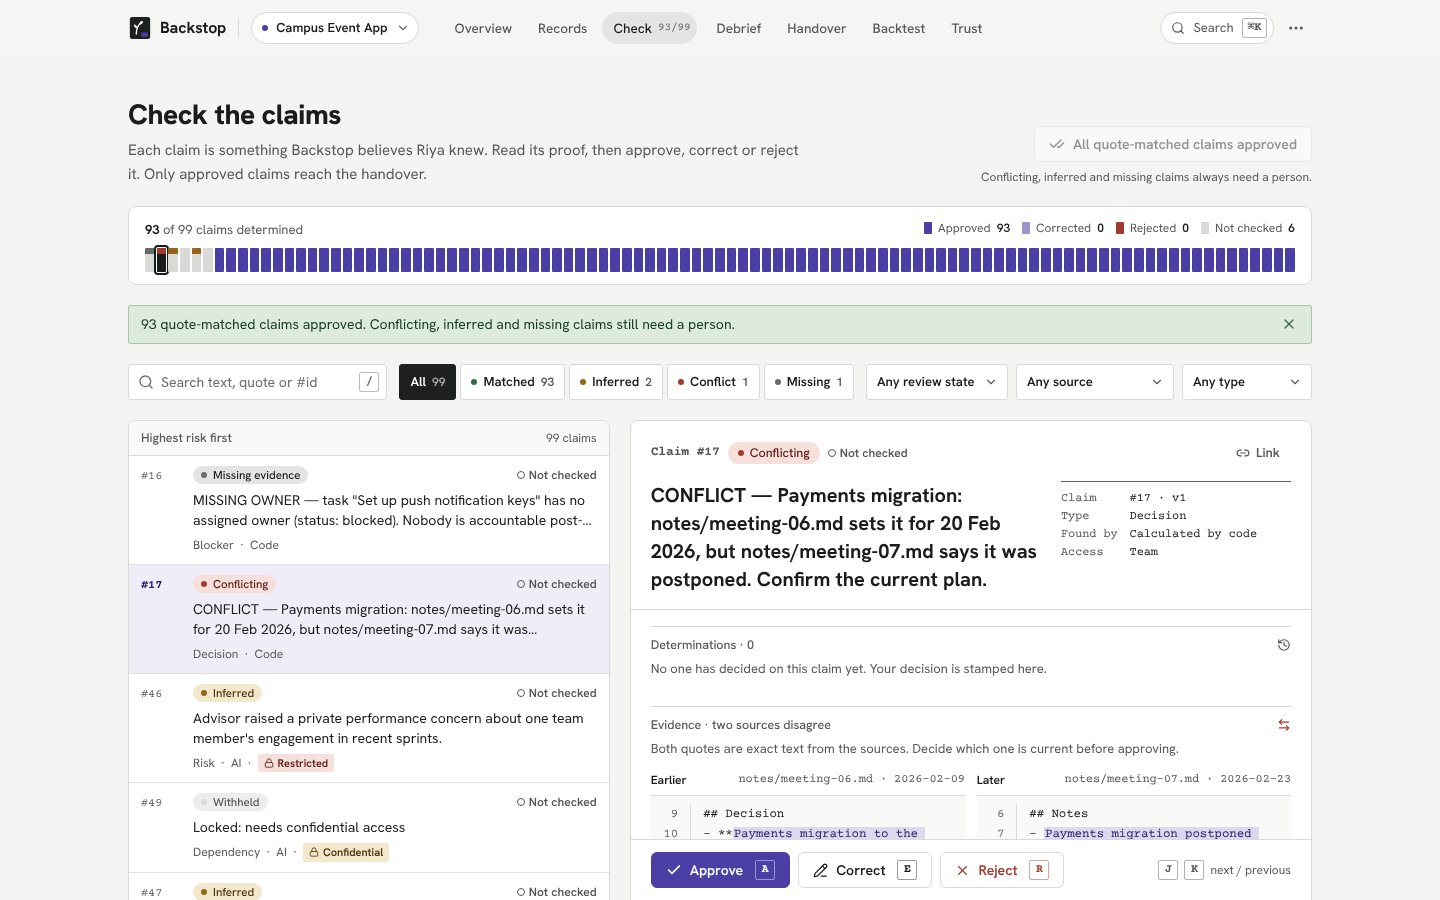 Backstop
Campus Event App
Overview
Records
Check 93/99
Debrief
Handover
Backtest
Trust
Search ⌘K
Check the claims
Each claim is something Backstop believes Riya knew. Read its proof, then approve, correct or reject
it. Only approved claims reach the handover.
All quote-matched claims approved
Conflicting, inferred and missing claims always need a person.
93 of 99 claims determined
Approved 93
Corrected 0
Rejected 0
Not checked 6
93 quote-matched claims approved. Conflicting, inferred and missing claims still need a person.
Search text, quote or #id /
All 99
Matched 93
Inferred 2
Conflict 1
Missing 1
Any review state
Any source
Any type
Highest risk first
99 claims
#16
Missing evidence
Not checked
MISSING OWNER — task "Set up push notification keys" has no
assigned owner (status: blocked). Nobody is accountable post-...
Blocker · Code
#17
Conflicting
Not checked
CONFLICT — Payments migration: notes/meeting-06.md sets it
for 20 Feb 2026, but notes/meeting-07.md says it was...
Decision · Code
#46
Inferred
Not checked
Advisor raised a private performance concern about one team
member's engagement in recent sprints.
Risk · AI · Restricted
#49
Withheld
Not checked
Locked: needs confidential access
Dependency · AI · Confidential
#47
Inferred
Not checked
Claim #17
Conflicting
Not checked
Link
CONFLICT — Payments migration:
notes/meeting-06.md sets it for 20 Feb
2026, but notes/meeting-07.md says it was
postponed. Confirm the current plan.
Claim #17 · v1
Type Decision
Found by Calculated by code
Access Team
Determinations · 0
No one has decided on this claim yet. Your decision is stamped here.
Evidence · two sources disagree
Both quotes are exact text from the sources. Decide which one is current before approving.
Earlier notes/meeting-06.md · 2026-02-09
9 ## Decision
10 - **Payments migration to the
Later notes/meeting-07.md · 2026-02-23
6 ## Notes
7 - Payments migration postponed
Approve A
Correct E
Reject R
J K next / previous